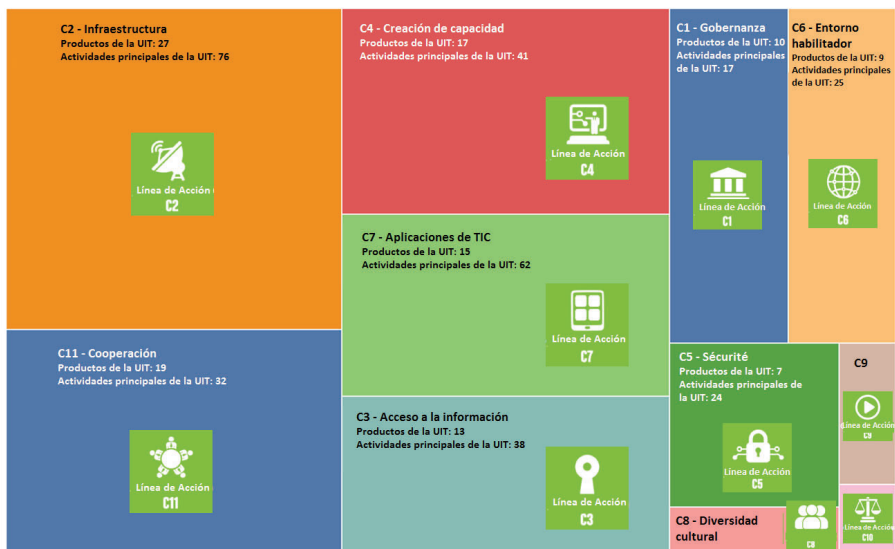 C2 - Infraestructura
Productos de la UIT: 27
Actividades principales de la UIT: 76
Línea de Acción
C2
C4 - Creación de capacidad
Productos de la UIT: 17
Actividades principales de la UIT: 41
Línea de Acción
C4
C1 - Gobernanza
Productos de la UIT: 10
Actividades principales
de la UIT: 17
Línea de Acción
C1
C6 - Entorno
habilitador
Productos de la UIT: 9
Actividades principales
de la UIT: 25
Línea de Acción
C6
C7 - Aplicaciones de TIC
Productos de la UIT: 15
Actividades principales de la UIT: 62
Línea de Acción
C7
C11 - Cooperación
Productos de la UIT: 19
Actividades principales de la UIT: 32
Línea de Acción
C11
C3 - Acceso a la información
Productos de la UIT: 13
Actividades principales de la UIT: 38
Línea de Acción
C3
C5 - Sécurité
Productos de la UIT: 7
Actividades principales de
la UIT: 24
Línea de Acción
C5
C9
Línea de Acción
C9
C8 - Diversidad
cultural
C8
Línea de Acción
C10